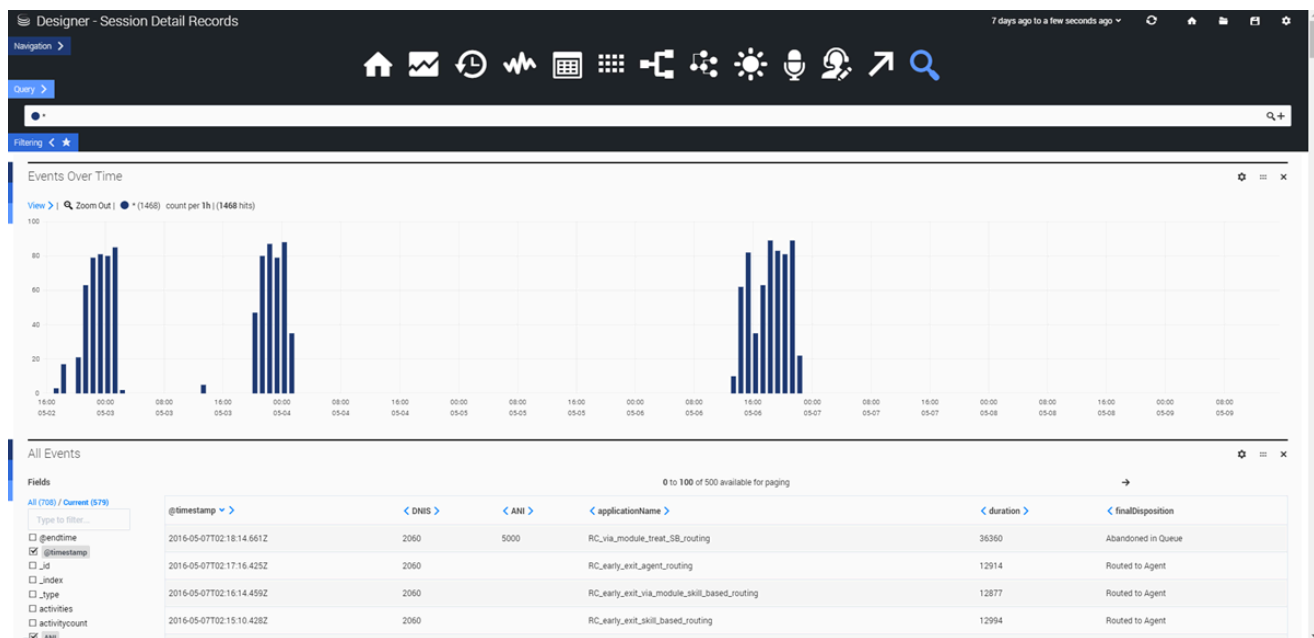 Designer - Session Detail Records
7 days ago to a few seconds ago
Navigation
Query
*
Filtering
Events Over Time
View | Zoom Out | * (1468) count per 1h | (1468 hits)
100
80
60
40
20
0
16:00 00:00 08:00 16:00 00:00 08:00 16:00 00:00 08:00 16:00 00:00 08:00 16:00 00:00 08:00 16:00 00:00 08:00 16:00 00:00 08:00
05-02 05-03 05-03 05-03 05-04 05-04 05-04 05-05 05-05 05-05 05-06 05-06 05-06 05-07 05-07 05-07 05-08 05-08 05-08 05-09 05-09
All Events
Fields
0 to 100 of 500 available for paging
All (708) / Current (579)
Type to filter...
@timestamp DNIS ANI applicationName duration finalDisposition
@endtime
2016-05-07T02:18:14.661Z 2060 5000 RC_via_module_treat_SB_routing 36360 Abandoned in Queue
@timestamp
_id
2016-05-07T02:17:16.425Z 2060 RC_early_exit_agent_routing 12914 Routed to Agent
_index
_type
2016-05-07T02:16:14.459Z 2060 RC_early_exit_via_module_skill_based_routing 12877 Routed to Agent
activities
activitycount
2016-05-07T02:15:10.428Z 2060 RC_early_exit_skill_based_routing 12994 Routed to Agent
ANI